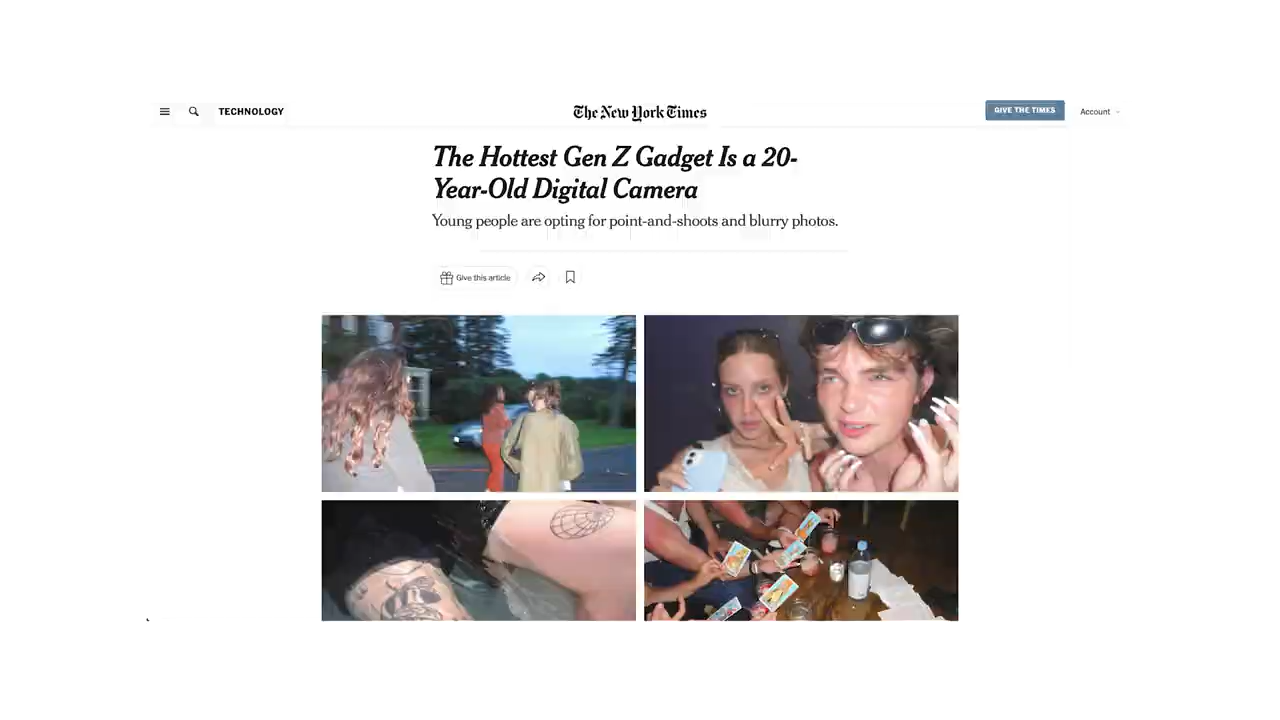 TECHNOLOGY
The New York Times
GIVE THE TIMES
Account
The Hottest Gen Z Gadget Is a 20-
Year-Old Digital Camera
Young people are opting for point-and-shoots and blurry photos.
Give this article